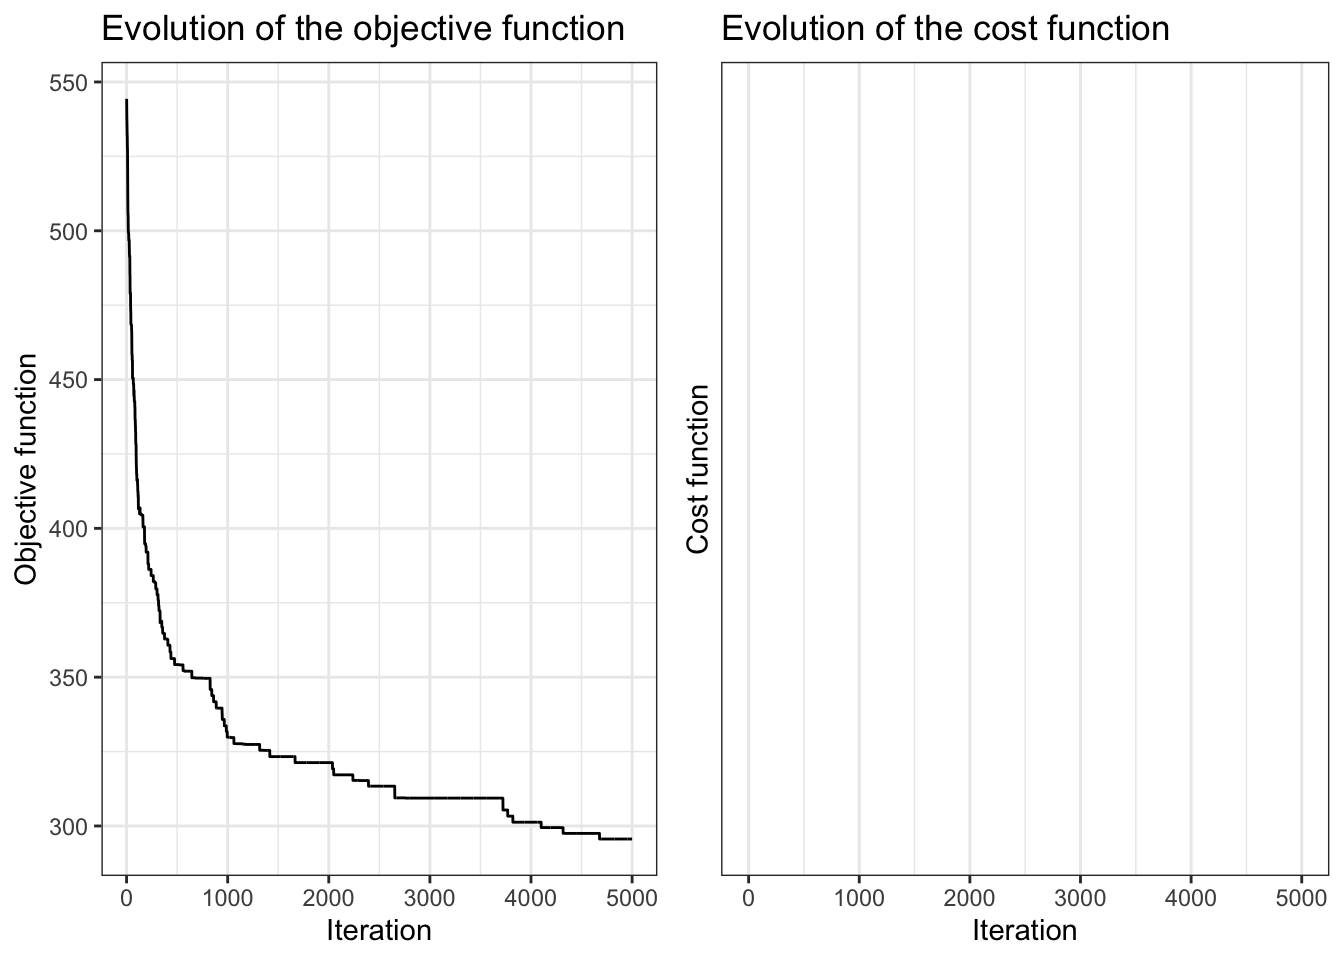 Evolution of the objective function
Objective function
550
500
450
400
350
300
0 1000 2000 3000 4000 5000
Iteration
Evolution of the cost function
Cost function
0 1000 2000 3000 4000 5000
Iteration